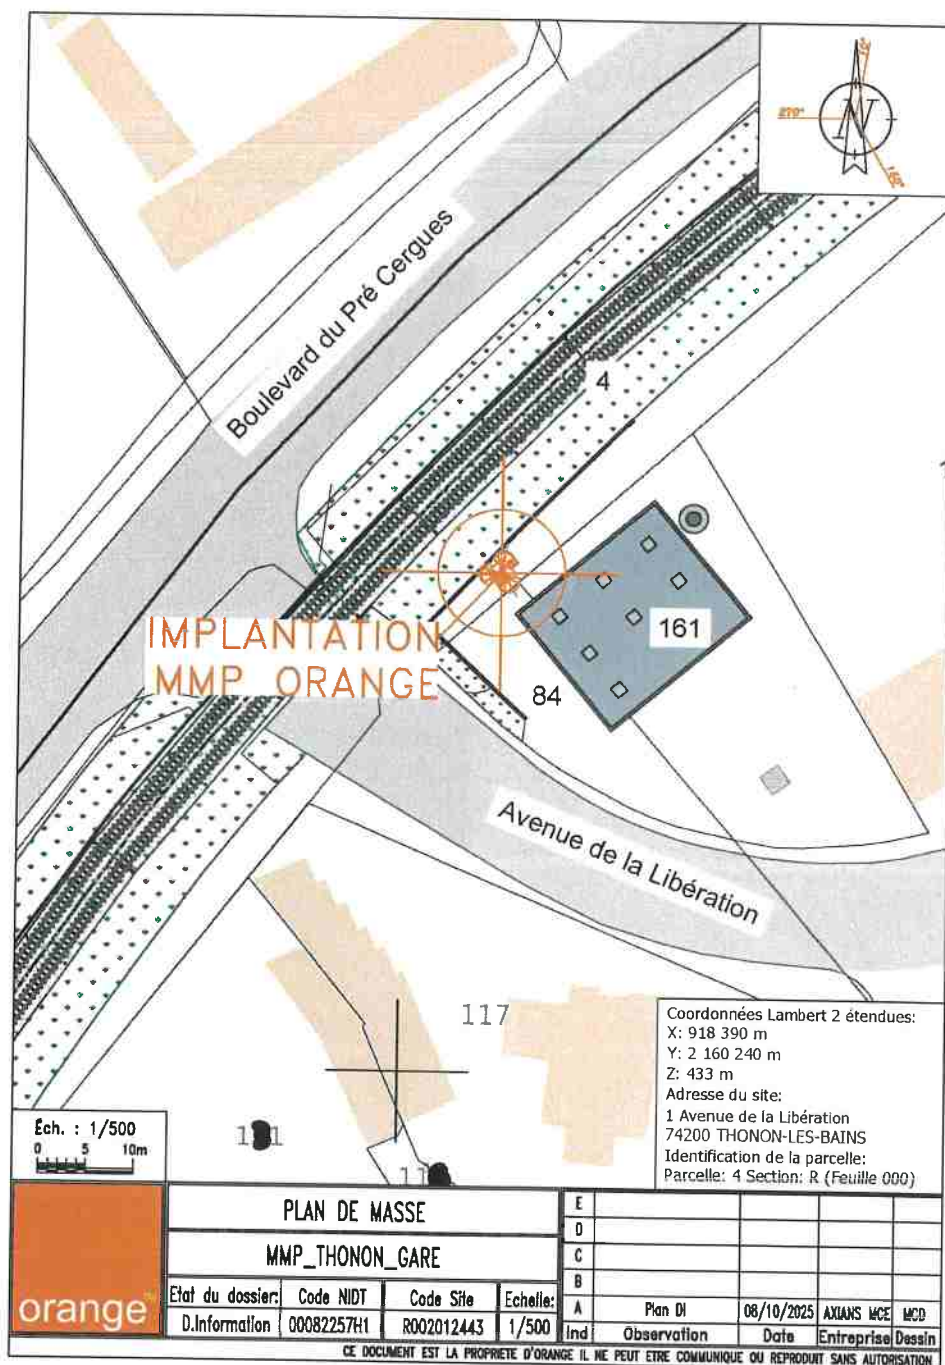 10°
270°
150°
N
Boulevard du Pré Cergues
4
IMPLANTATION
MMP ORANGE
161
84
Avenue de la Libération
117
Coordonnées Lambert 2 étendues:
X: 918 390 m
Y: 2 160 240 m
Z: 433 m
Adresse du site:
1 Avenue de la Libération
74200 THONON-LES-BAINS
Identification de la parcelle:
Parcelle: 4 Section: R (Feuille 000)
Éch. : 1/500
0 5 10m
orange
PLAN DE MASSE
MMP_THONON_GARE
Etat du dossier: Code NIDT Code Site Echelle:
D.Information 00082257H1 R002012443 1/500
E
D
C
B
A Plan DI 08/10/2025 AXIANS MCE MCD
Ind Observation Date Entreprise Dessin
CE DOCUMENT EST LA PROPRIETE D'ORANGE IL NE PEUT ETRE COMMUNIQUE OU REPRODUIT SANS AUTORISATION